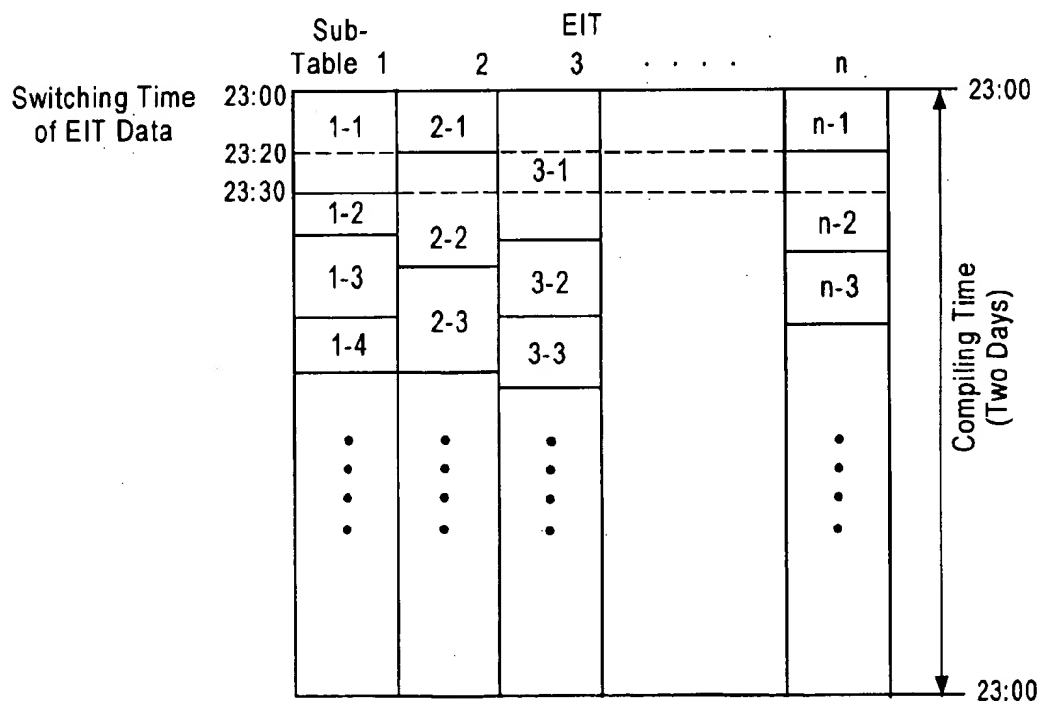 Sub-
Table 1
EIT
2
3
. . . . .
n
Switching Time
of EIT Data
23:00
23:20
23:30
23:00
1-1
2-1
n-1
3-1
1-2
2-2
n-2
1-3
3-2
n-3
2-3
1-4
3-3
Compiling Time
(Two Days)
23:00